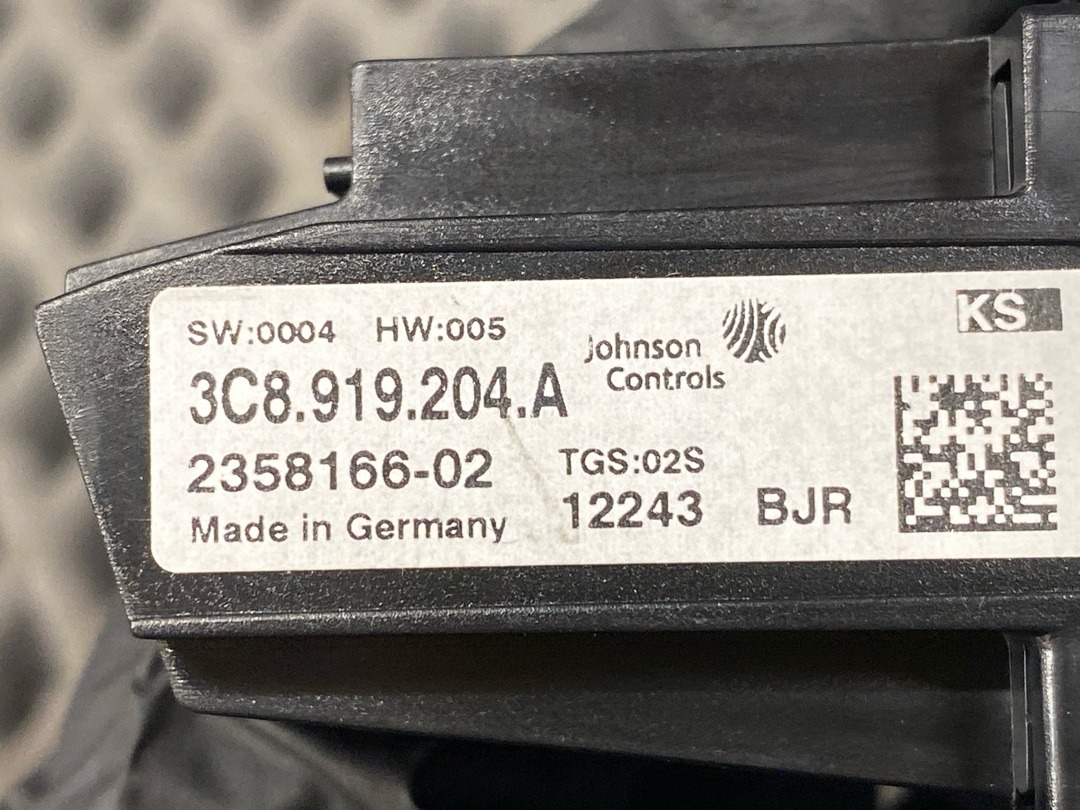 SW:0004 HW:005
Johnson
Controls
KS
3C8.919.204.A
2358166-02
TGS:02S
Made in Germany
12243 BJR